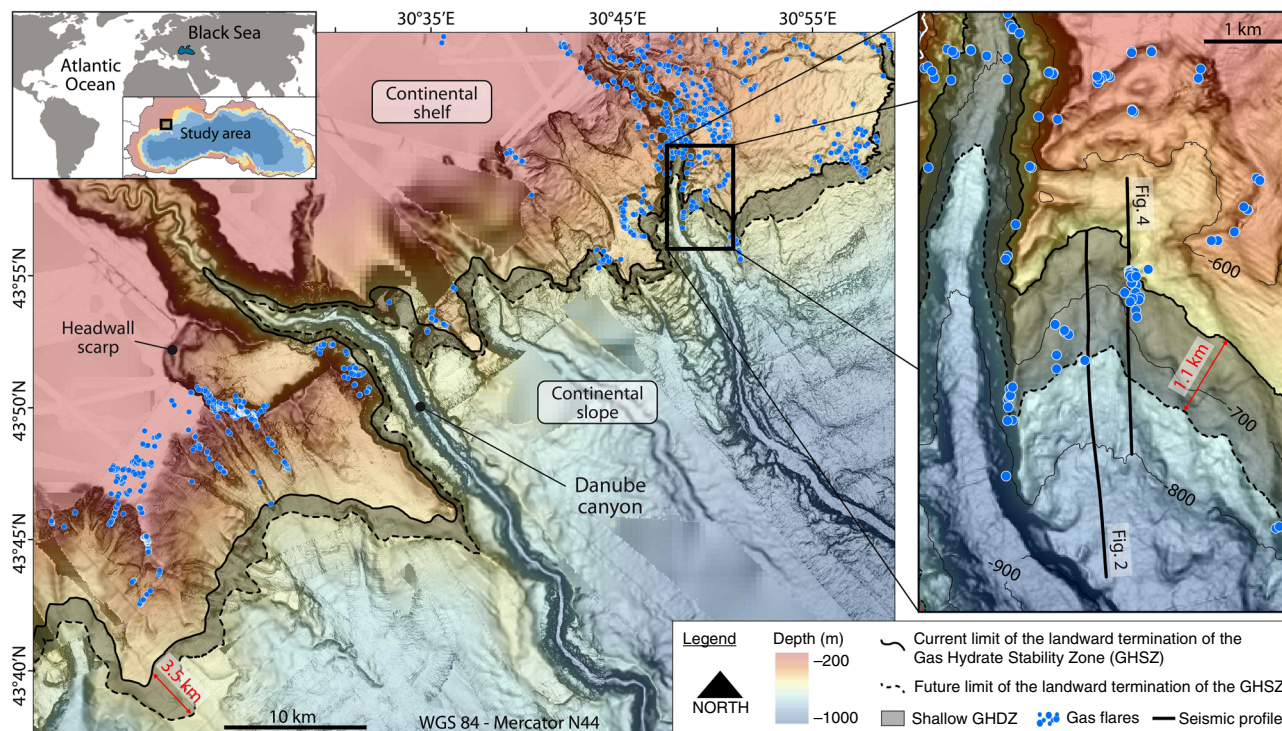 30°35'E
30°45'E
30°55'E
Black Sea
Atlantic
Ocean
Study area
Continental
shelf
43°55'N
43°50'N
43°45'N
43°40'N
Headwall
scarp
Continental
slope
Danube
canyon
3.5 km
10 km
WGS 84 - Mercator N44
1 km
Fig. 4
-600
1.1 km
-700
-800
Fig. 2
-900
Legend
NORTH
Depth (m)
–200
–1000
Current limit of the landward termination of the
Gas Hydrate Stability Zone (GHSZ)
Future limit of the landward termination of the GHSZ
Shallow GHDZ
Gas flares
Seismic profile